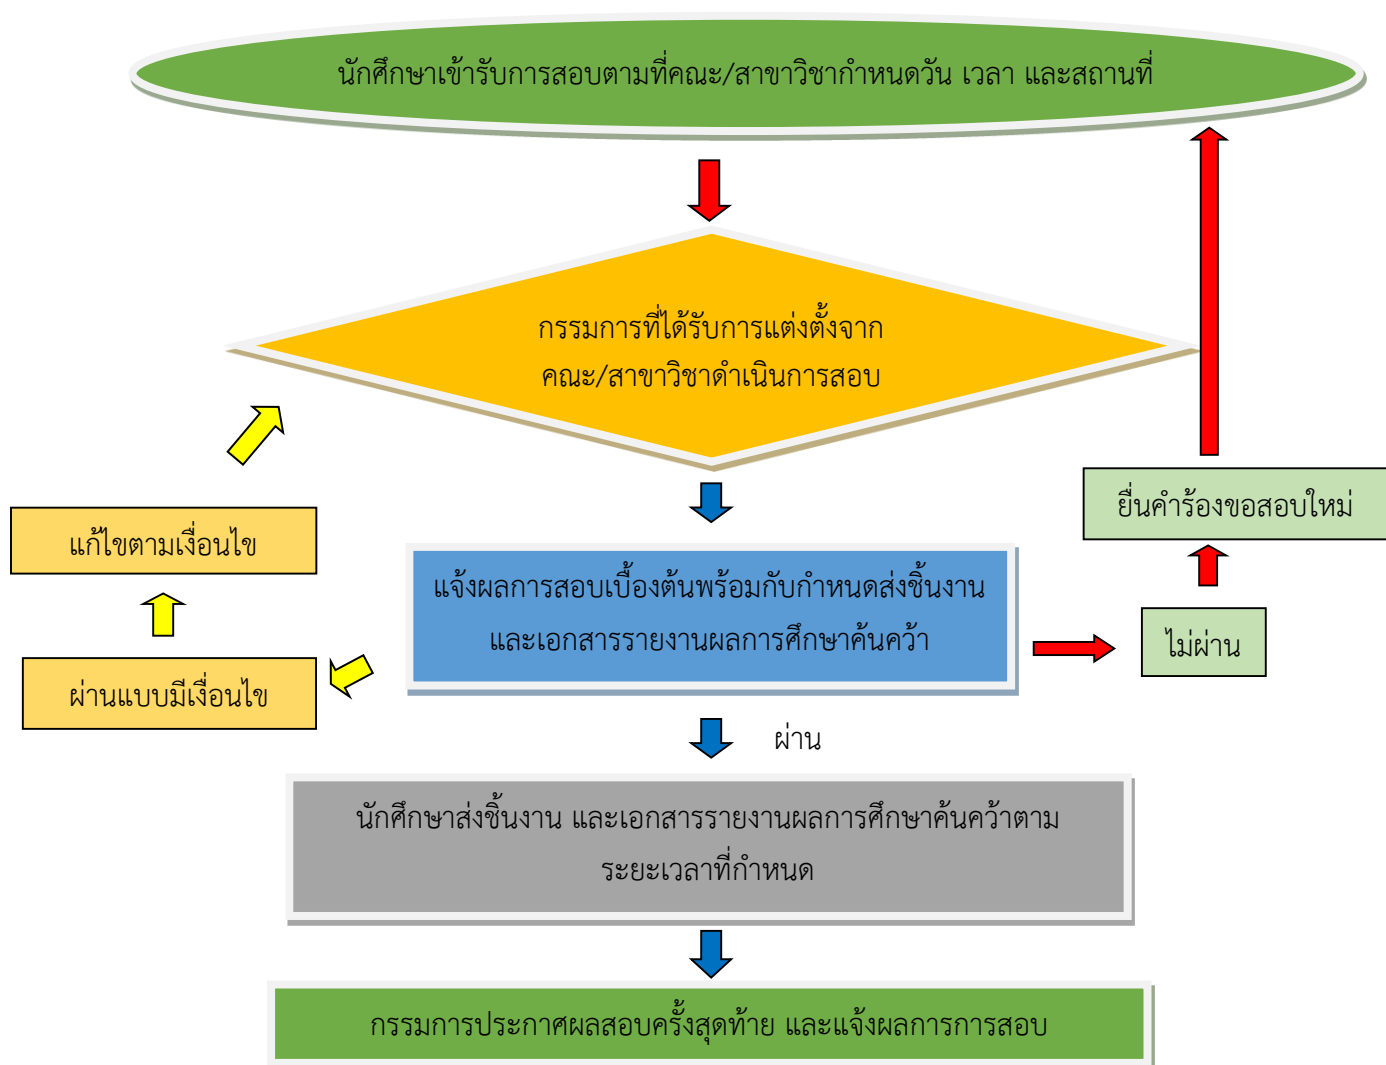 นักศึกษาเข้ารับการสอบตามที่คณะ/สาขาวิชากำหนดวัน เวลา และสถานที่
กรรมการที่ได้รับการแต่งตั้งจาก
คณะ/สาขาวิชาดำเนินการสอบ
ยื่นคำร้องขอสอบใหม่
แก้ไขตามเงื่อนไข
แจ้งผลการสอบเบื้องต้นพร้อมกับกำหนดส่งชิ้นงาน
และเอกสารรายงานผลการศึกษาค้นคว้า
ไม่ผ่าน
ผ่านแบบมีเงื่อนไข
ผ่าน
นักศึกษาส่งชิ้นงาน และเอกสารรายงานผลการศึกษาค้นคว้าตาม
ระยะเวลาที่กำหนด
กรรมการประกาศผลสอบครั้งสุดท้าย และแจ้งผลการการสอบ